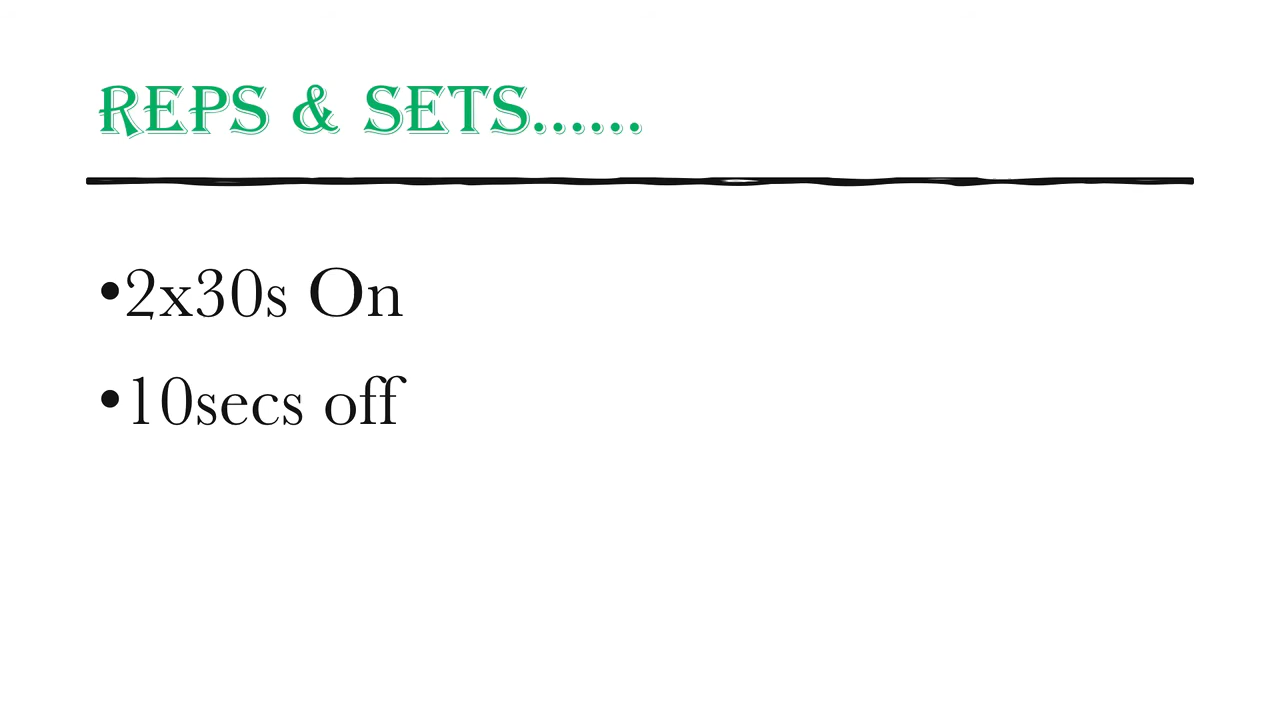 REPS & SETS......
•2x30s On
•10secs off